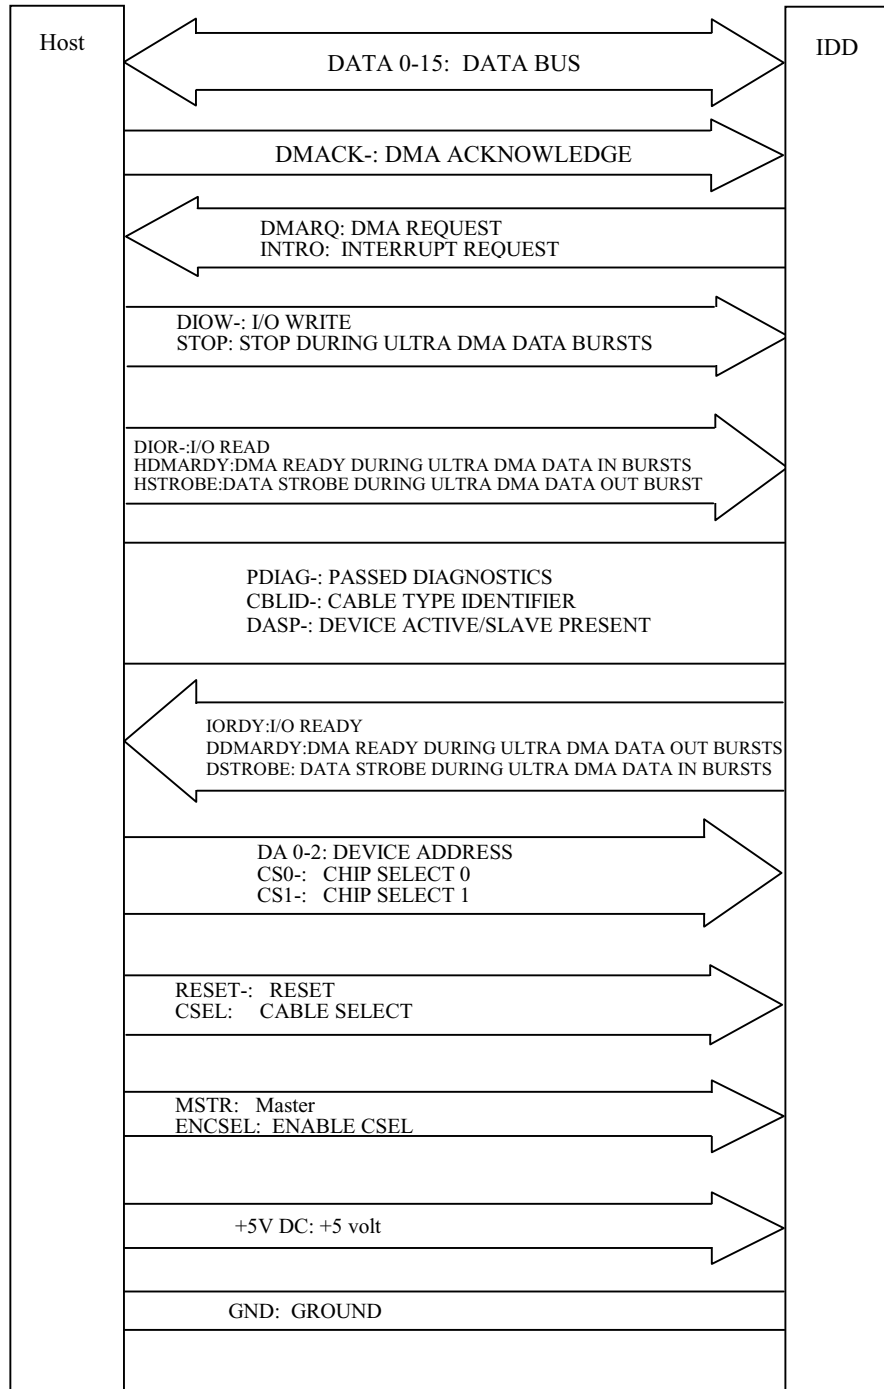 Host
IDD
DATA 0-15: DATA BUS
DMACK-: DMA ACKNOWLEDGE
DMARQ: DMA REQUEST
INTRO: INTERRUPT REQUEST
DIOW-: I/O WRITE
STOP: STOP DURING ULTRA DMA DATA BURSTS
DIOR-:I/O READ
HDMARDY:DMA READY DURING ULTRA DMA DATA IN BURSTS
HSTROBE:DATA STROBE DURING ULTRA DMA DATA OUT BURST
PDIAG-: PASSED DIAGNOSTICS
CBLID-: CABLE TYPE IDENTIFIER
DASP-: DEVICE ACTIVE/SLAVE PRESENT
IORDY:I/O READY
DDMARDY:DMA READY DURING ULTRA DMA DATA OUT BURSTS
DSTROBE: DATA STROBE DURING ULTRA DMA DATA IN BURSTS
DA 0-2: DEVICE ADDRESS
CS0-: CHIP SELECT 0
CS1-: CHIP SELECT 1
RESET-: RESET
CSEL: CABLE SELECT
MSTR: Master
ENCSEL: ENABLE CSEL
+5V DC: +5 volt
GND: GROUND